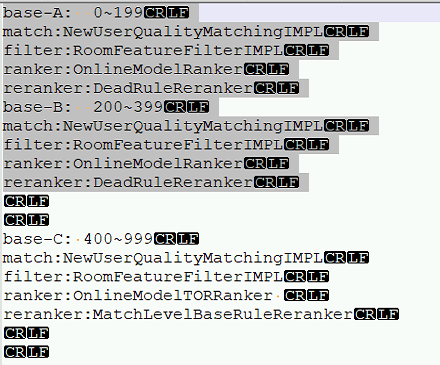 base-A:  0~199CRLF
match:NewUserQualityMatchingIMPLCRLF
filter:RoomFeatureFilterIMPLCRLF
ranker:OnlineModelRankerCRLF
reranker:DeadRuleRerankerCRLF
base-B:  200~399CRLF
match:NewUserQualityMatchingIMPLCRLF
filter:RoomFeatureFilterIMPLCRLF
ranker:OnlineModelRankerCRLF
reranker:DeadRuleRerankerCRLF
CRLF
CRLF
base-C: 400~999CRLF
match:NewUserQualityMatchingIMPLCRLF
filter:RoomFeatureFilterIMPLCRLF
ranker:OnlineModelTORRanker CRLF
reranker:MatchLevelBaseRuleRerankerCRLF
CRLF
CRLF